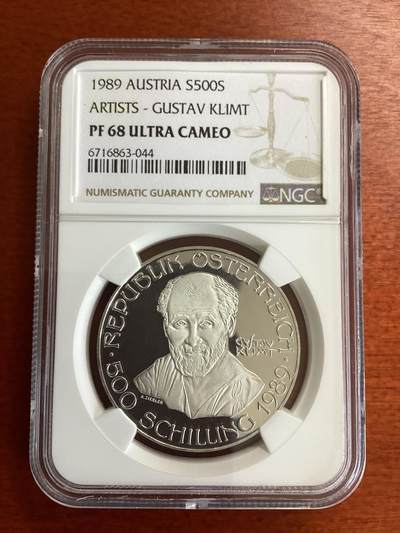 1989 AUSTRIA S500S
ARTISTS - GUSTAV KLIMT
PF 68 ULTRA CAMEO
6716863-044
NUMISMATIC GUARANTY COMPANY
NGC
REPUBLIK ÖSTERREICH
GUSTAV
KLIMT
500 SCHILLING 1989